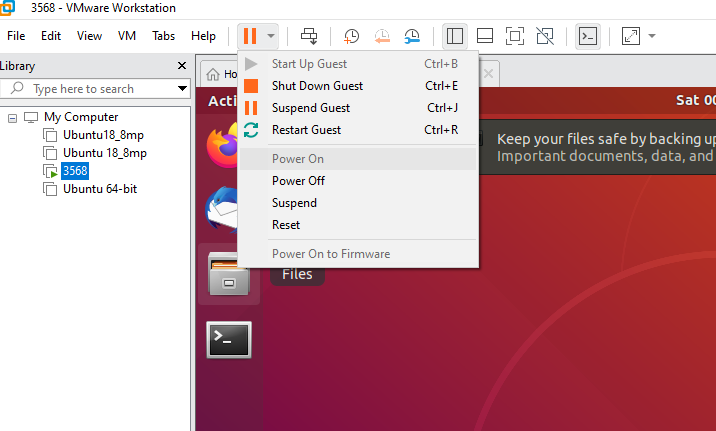 3568 - VMware Workstation
File Edit View VM Tabs Help
Library
Type here to search
My Computer
Ubuntu18_8mp
Ubuntu 18_8mp
3568
Ubuntu 64-bit
Start Up Guest Ctrl+B
Shut Down Guest Ctrl+E
Suspend Guest Ctrl+J
Restart Guest Ctrl+R
Power On
Power Off
Suspend
Reset
Power On to Firmware
Ho
Acti
Sat 00
Keep your files safe by backing up
Important documents, data, and
Files